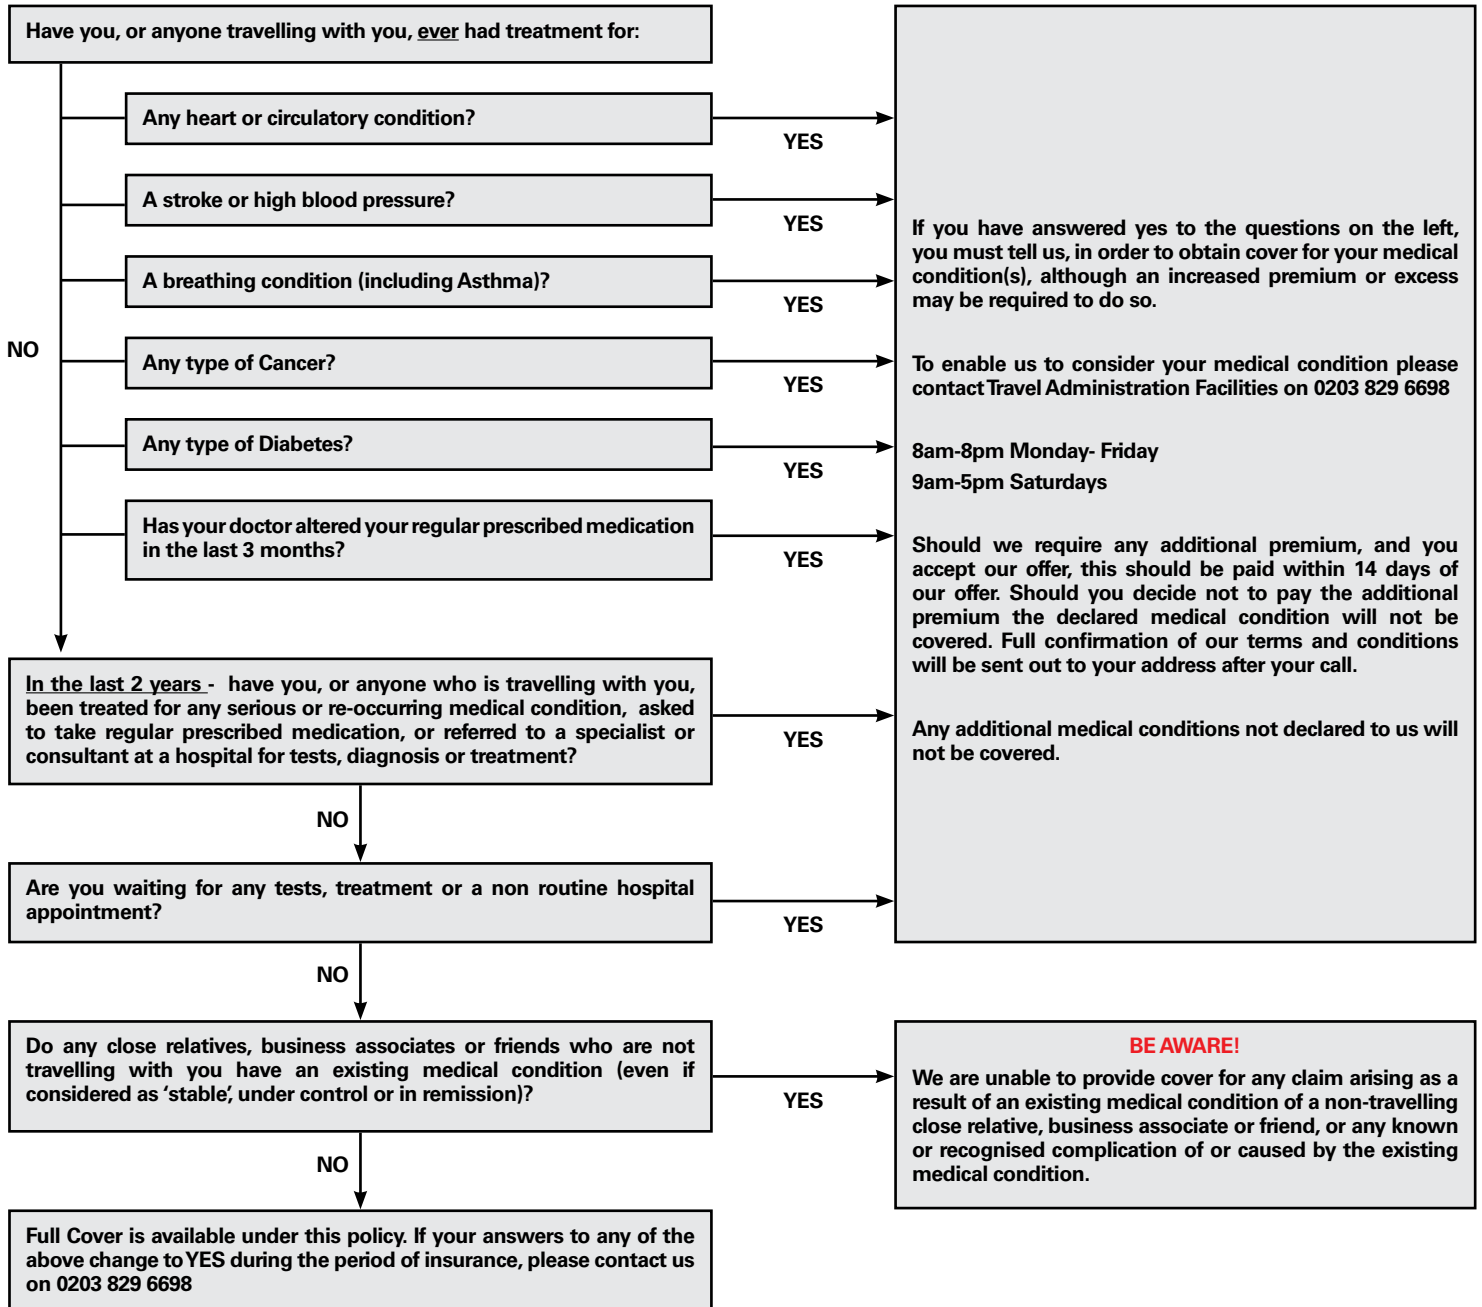 Have you, or anyone travelling with you, ever had treatment for:
Any heart or circulatory condition?
YES
A stroke or high blood pressure?
YES
A breathing condition (including Asthma)?
YES
NO
Any type of Cancer?
YES
Any type of Diabetes?
YES
Has your doctor altered your regular prescribed medication
in the last 3 months?
YES
In the last 2 years - have you, or anyone who is travelling with you,
been treated for any serious or re-occurring medical condition, asked
to take regular prescribed medication, or referred to a specialist or
consultant at a hospital for tests, diagnosis or treatment?
YES
NO
Are you waiting for any tests, treatment or a non routine hospital
appointment?
YES
NO
If you have answered yes to the questions on the left,
you must tell us, in order to obtain cover for your medical
condition(s), although an increased premium or excess
may be required to do so.
To enable us to consider your medical condition please
contact Travel Administration Facilities on 0203 829 6698
8am-8pm Monday- Friday
9am-5pm Saturdays
Should we require any additional premium, and you
accept our offer, this should be paid within 14 days of
our offer. Should you decide not to pay the additional
premium the declared medical condition will not be
covered. Full confirmation of our terms and conditions
will be sent out to your address after your call.
Any additional medical conditions not declared to us will
not be covered.
Do any close relatives, business associates or friends who are not
travelling with you have an existing medical condition (even if
considered as ‘stable’, under control or in remission)?
YES
NO
BE AWARE!
We are unable to provide cover for any claim arising as a
result of an existing medical condition of a non-travelling
close relative, business associate or friend, or any known
or recognised complication of or caused by the existing
medical condition.
Full Cover is available under this policy. If your answers to any of the
above change to YES during the period of insurance, please contact us
on 0203 829 6698